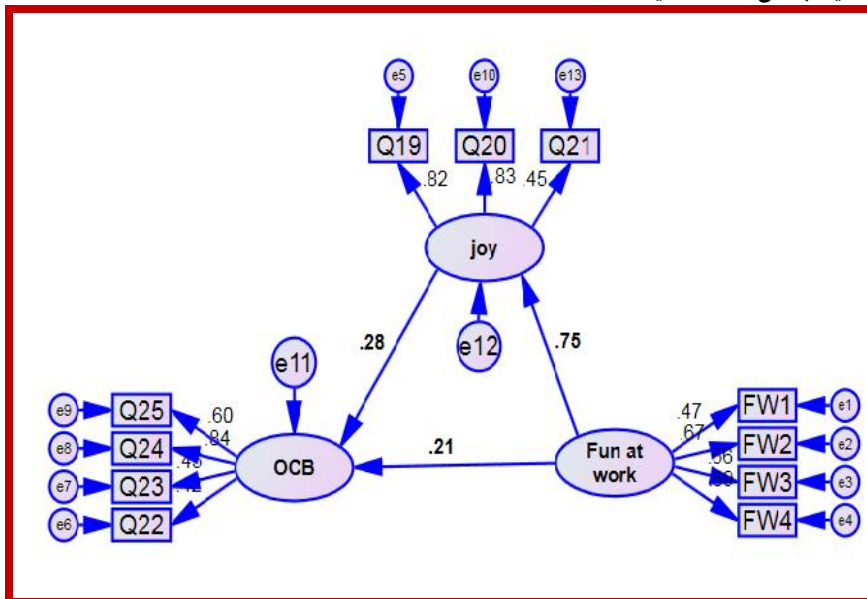 e5 e10 e13
Q19 Q20 Q21
.82 .83 .45
joy
e12
.28 .75
e11
e9 Q25 .60
e8 Q24 .84
e7 Q23
e6 Q22
OCB
.21
Fun at
work
.47 FW1 e1
.67 FW2 e2
FW3 e3
FW4 e4